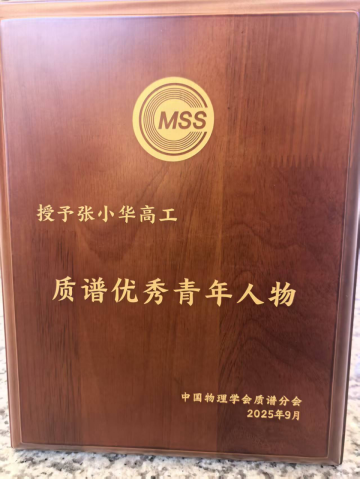 CMSS
授予张小华高工
质谱优秀青年人物
中国物理学会质谱分会
2025年9月